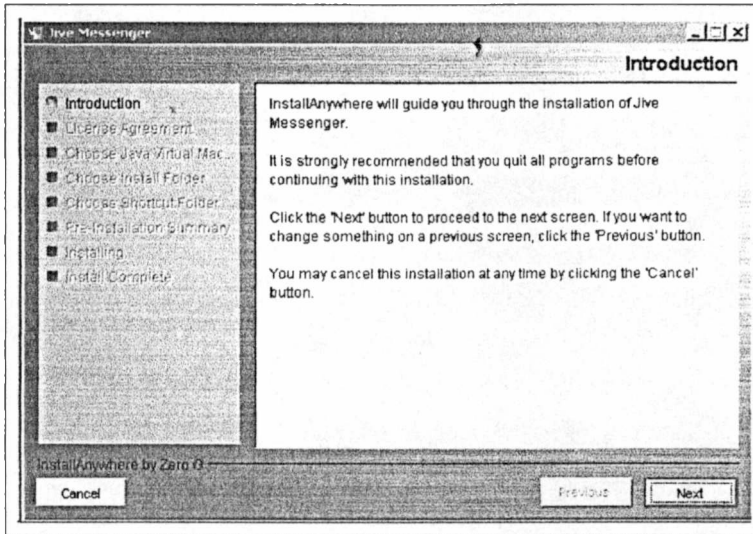 Jive Messenger
Introduction
Introduction
License Agreement
Choose Java Virtual Mac...
Choose Install Folder
Choose Shortcut Folder
Pre-Installation Summary
Installing...
Install Complete
InstallAnywhere will guide you through the installation of Jive
Messenger.
It is strongly recommended that you quit all programs before
continuing with this installation.
Click the 'Next' button to proceed to the next screen. If you want to
change something on a previous screen, click the 'Previous' button.
You may cancel this installation at any time by clicking the 'Cancel'
button.
InstallAnywhere by Zero G
Cancel
Previous
Next